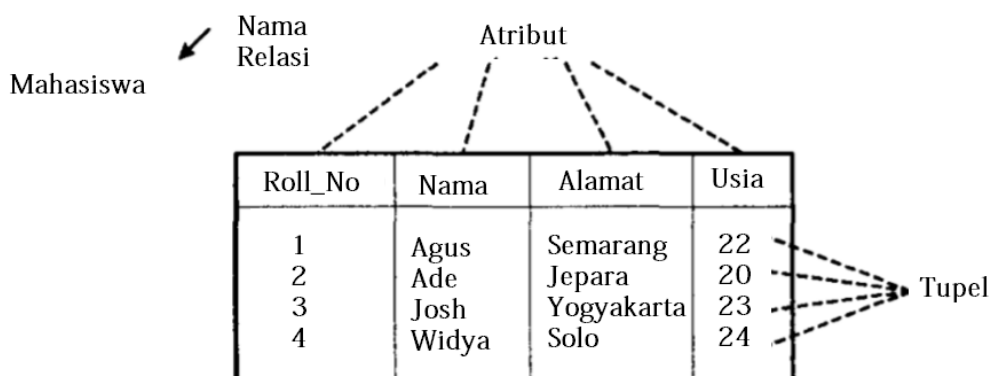 Nama
Relasi
Atribut
Mahasiswa
Roll_No Nama Alamat Usia
1 Agus Semarang 22
2 Ade Jepara 20
3 Josh Yogyakarta 23
4 Widya Solo 24
Tupel